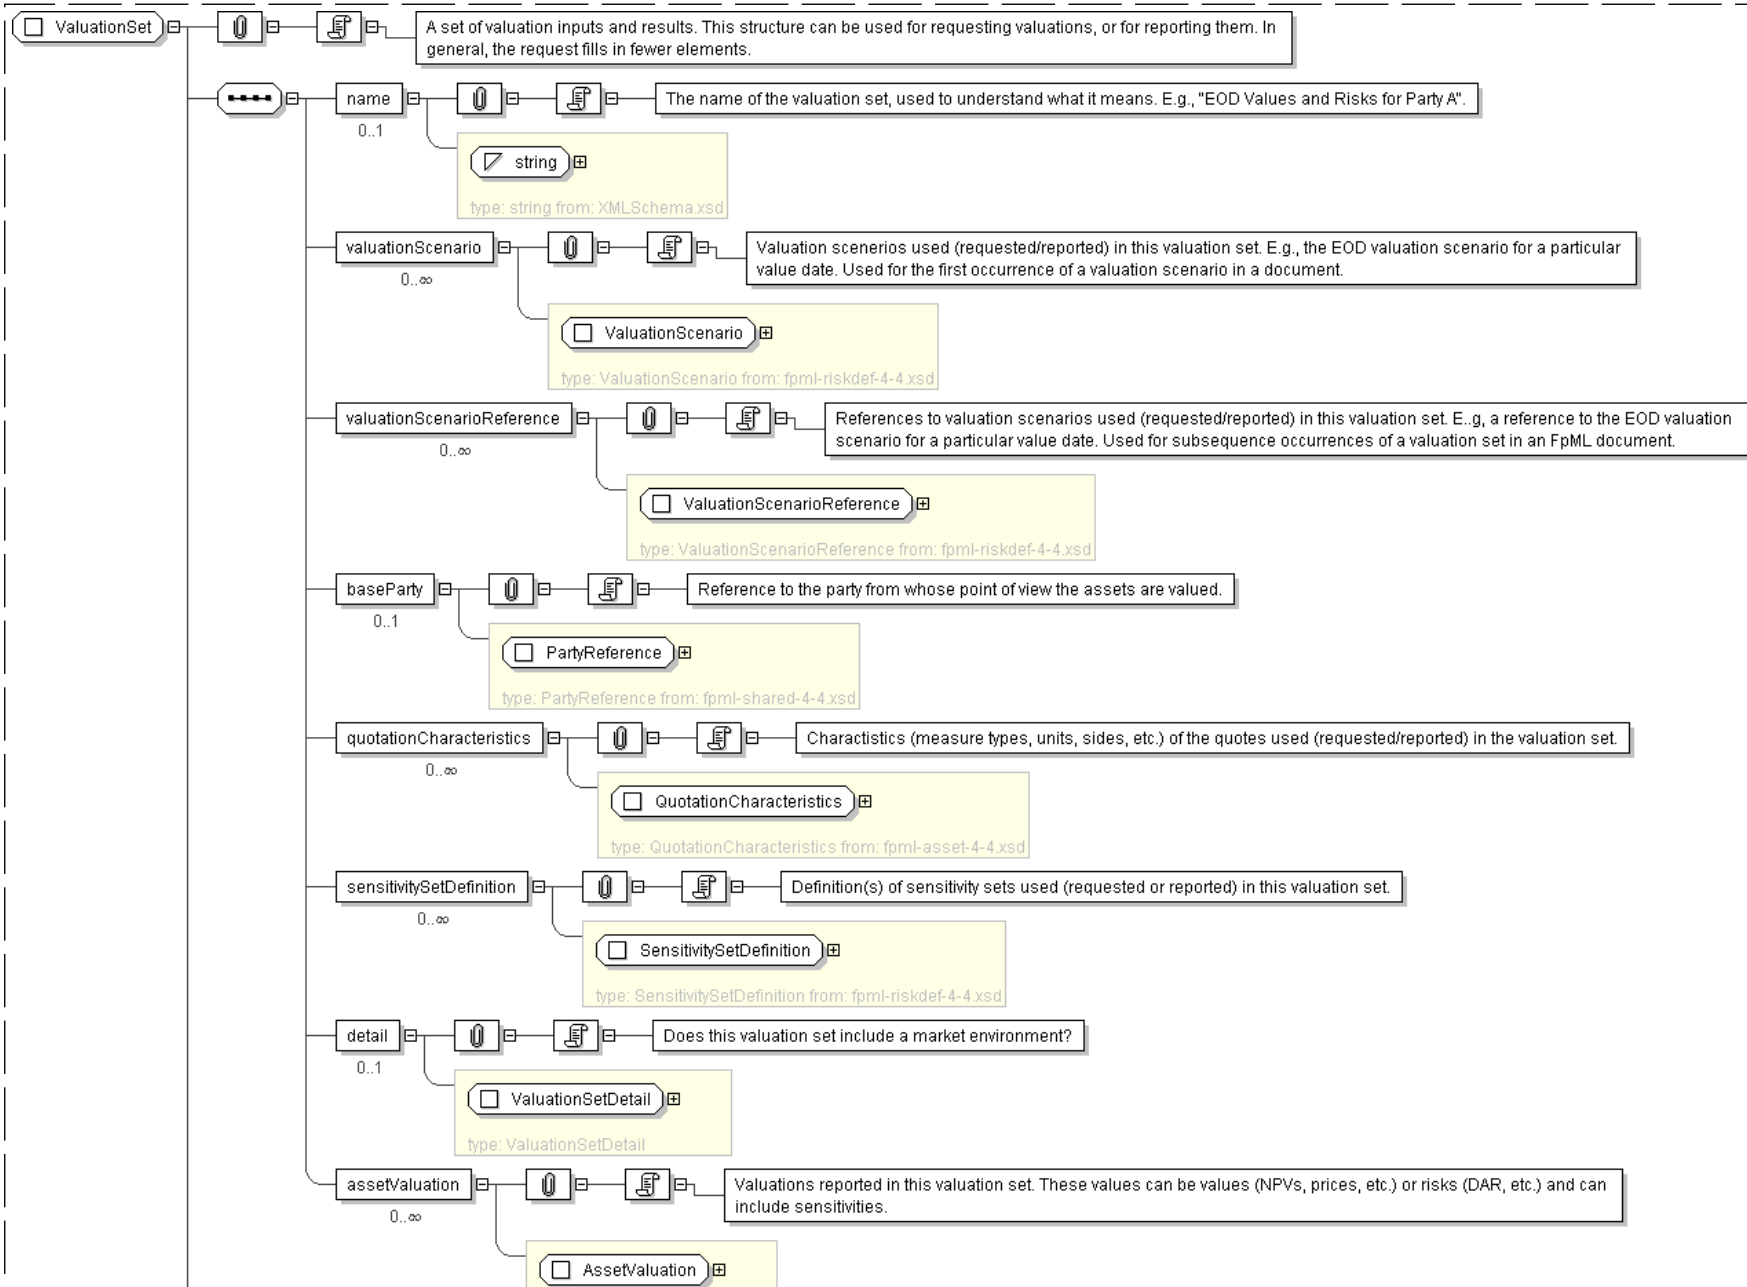 ValuationSet
A set of valuation inputs and results. This structure can be used for requesting valuations, or for reporting them. In
general, the request fills in fewer elements.
name
The name of the valuation set, used to understand what it means. E.g., "EOD Values and Risks for Party A".
0..1
string
type: string from: XMLSchema.xsd
valuationScenario
Valuation scenerios used (requested/reported) in this valuation set. E.g., the EOD valuation scenario for a particular
value date. Used for the first occurrence of a valuation scenario in a document.
0..∞
ValuationScenario
type: ValuationScenario from: fpml-riskdef-4-4.xsd
valuationScenarioReference
References to valuation scenarios used (requested/reported) in this valuation set. E..g, a reference to the EOD valuation
scenario for a particular value date. Used for subsequence occurrences of a valuation set in an FpML document.
0..∞
ValuationScenarioReference
type: ValuationScenarioReference from: fpml-riskdef-4-4.xsd
baseParty
Reference to the party from whose point of view the assets are valued.
0..1
PartyReference
type: PartyReference from: fpml-shared-4-4.xsd
quotationCharacteristics
Charactistics (measure types, units, sides, etc.) of the quotes used (requested/reported) in the valuation set.
0..∞
QuotationCharacteristics
type: QuotationCharacteristics from: fpml-asset-4-4.xsd
sensitivitySetDefinition
Definition(s) of sensitivity sets used (requested or reported) in this valuation set.
0..∞
SensitivitySetDefinition
type: SensitivitySetDefinition from: fpml-riskdef-4-4.xsd
detail
Does this valuation set include a market environment?
0..1
ValuationSetDetail
type: ValuationSetDetail
assetValuation
Valuations reported in this valuation set. These values can be values (NPVs, prices, etc.) or risks (DAR, etc.) and can
include sensitivities.
0..∞
AssetValuation